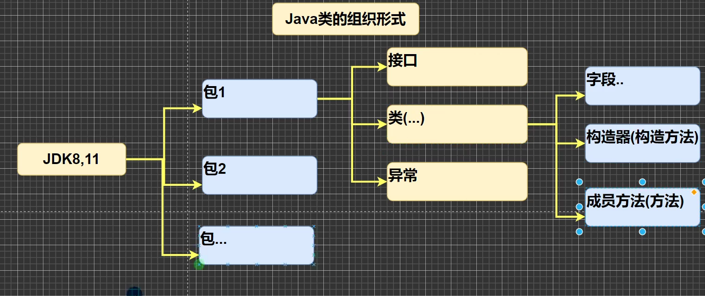 Java类的组织形式
JDK8,11
包1
包2
包...
接口
类(...)
异常
字段..
构造器(构造方法)
成员方法(方法)